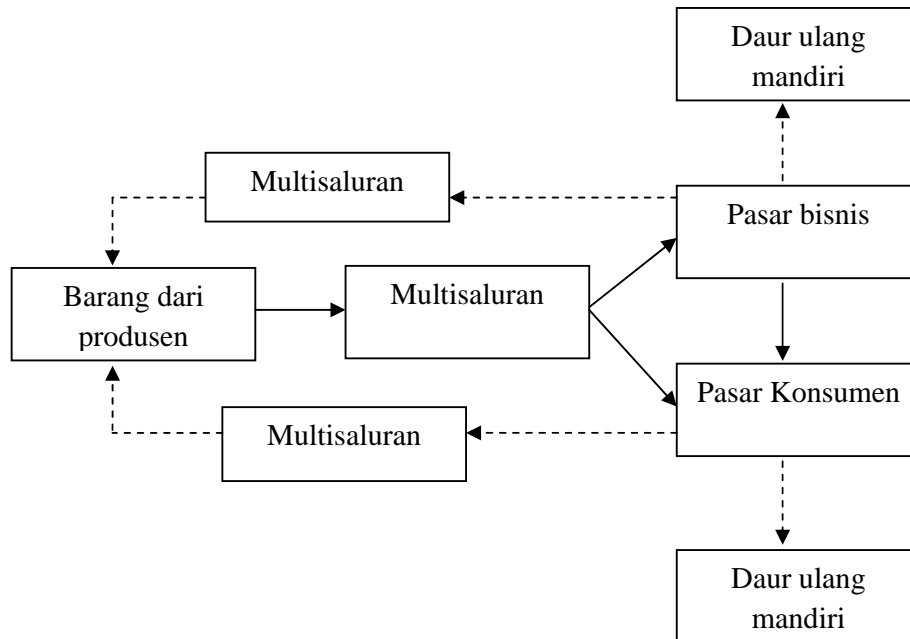 Daur ulang
mandiri
Multisaluran
Pasar bisnis
Barang dari
produsen
Multisaluran
Pasar Konsumen
Multisaluran
Daur ulang
mandiri